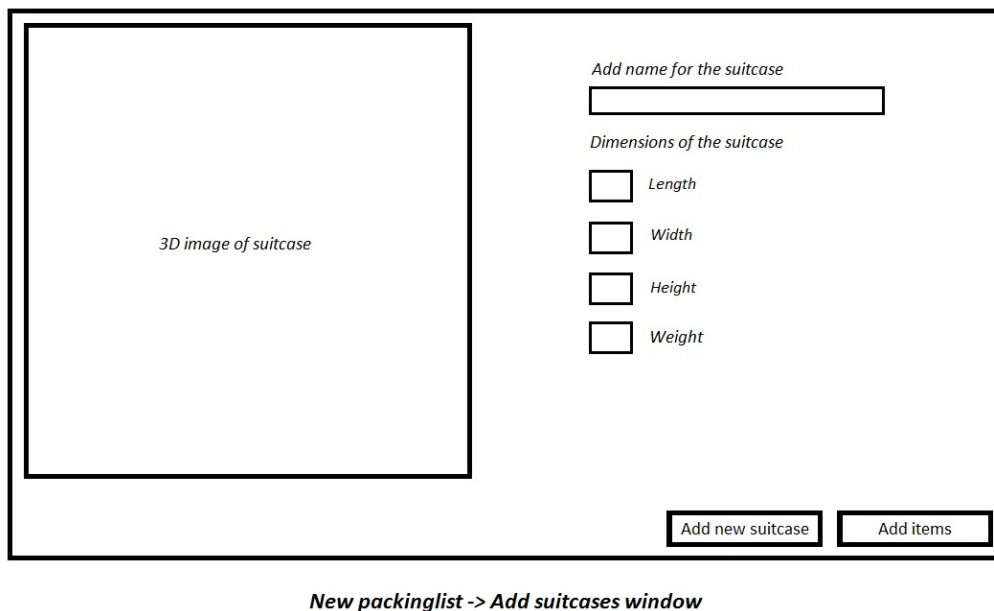 3D image of suitcase
Add name for the suitcase
Dimensions of the suitcase
Length
Width
Height
Weight
Add new suitcase
Add items
New packinglist -> Add suitcases window